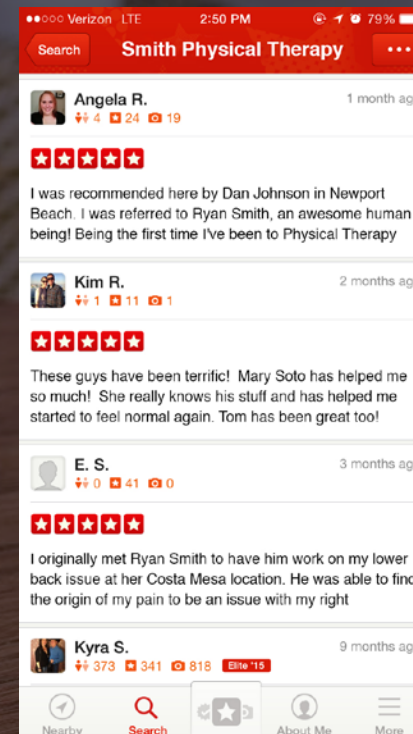 Verizon LTE 2:50 PM 79%
Search Smith Physical Therapy
Angela R. 1 month ag
4 24 19
I was recommended here by Dan Johnson in Newport
Beach. I was referred to Ryan Smith, an awesome human
being! Being the first time I've been to Physical Therapy
Kim R. 2 months ag
1 11 1
These guys have been terrific! Mary Soto has helped me
so much! She really knows his stuff and has helped me
started to feel normal again. Tom has been great too!
E. S. 3 months ag
0 41 0
I originally met Ryan Smith to have him work on my lower
back issue at her Costa Mesa location. He was able to find
the origin of my pain to be an issue with my right
Kyra S. 9 months ag
373 341 818 Elite '15
Nearby Search About Me More